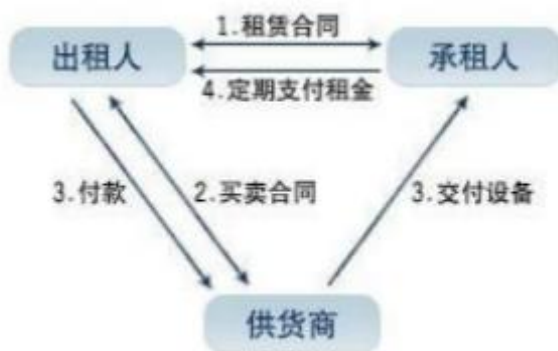 1.租赁合同
出租人
承租人
4.定期支付租金
3.付款
2.买卖合同
3.交付设备
供货商